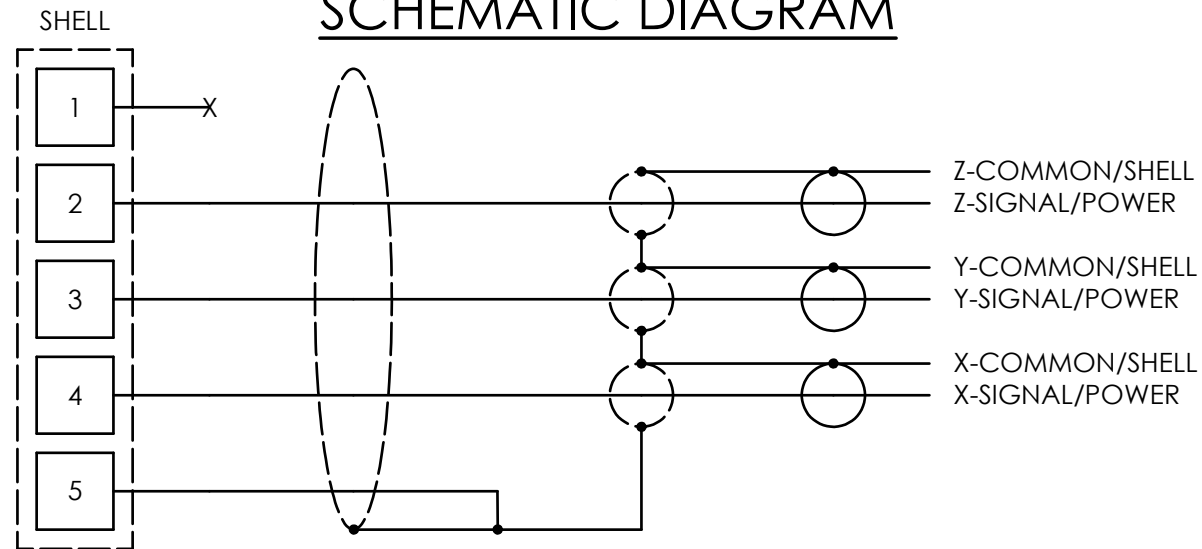 SCHEMATIC DIAGRAM
SHELL
1
X
2
3
4
5
Z-COMMON/SHELL
Z-SIGNAL/POWER
Y-COMMON/SHELL
Y-SIGNAL/POWER
X-COMMON/SHELL
X-SIGNAL/POWER